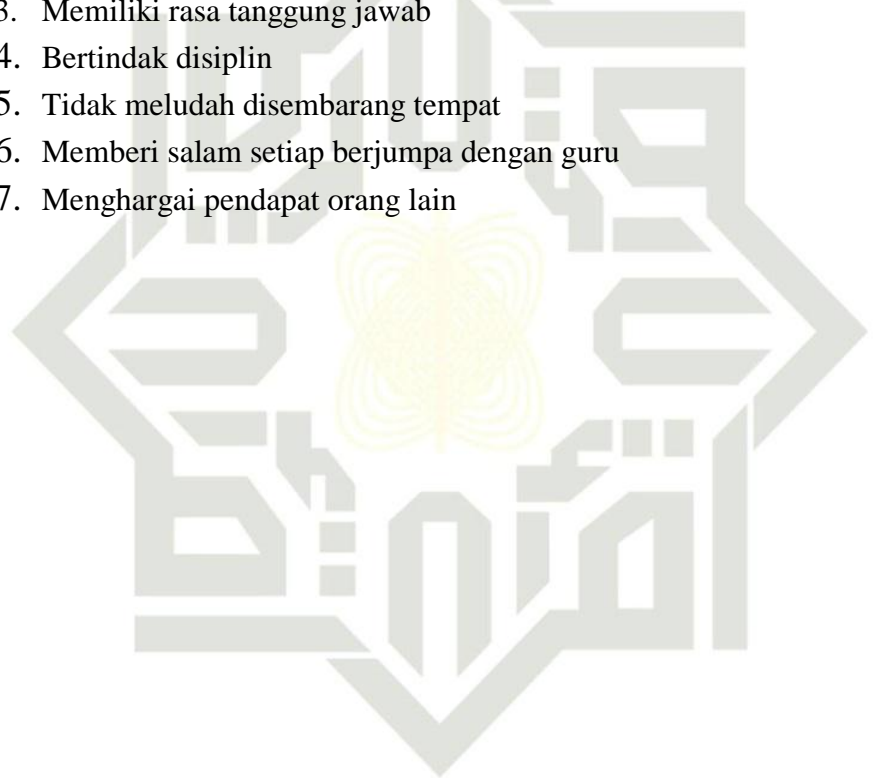 3. Memiliki rasa tanggung jawab
4. Bertindak disiplin
5. Tidak meludah disembarang tempat
6. Memberi salam setiap berjumpa dengan guru
7. Menghargai pendapat orang lain